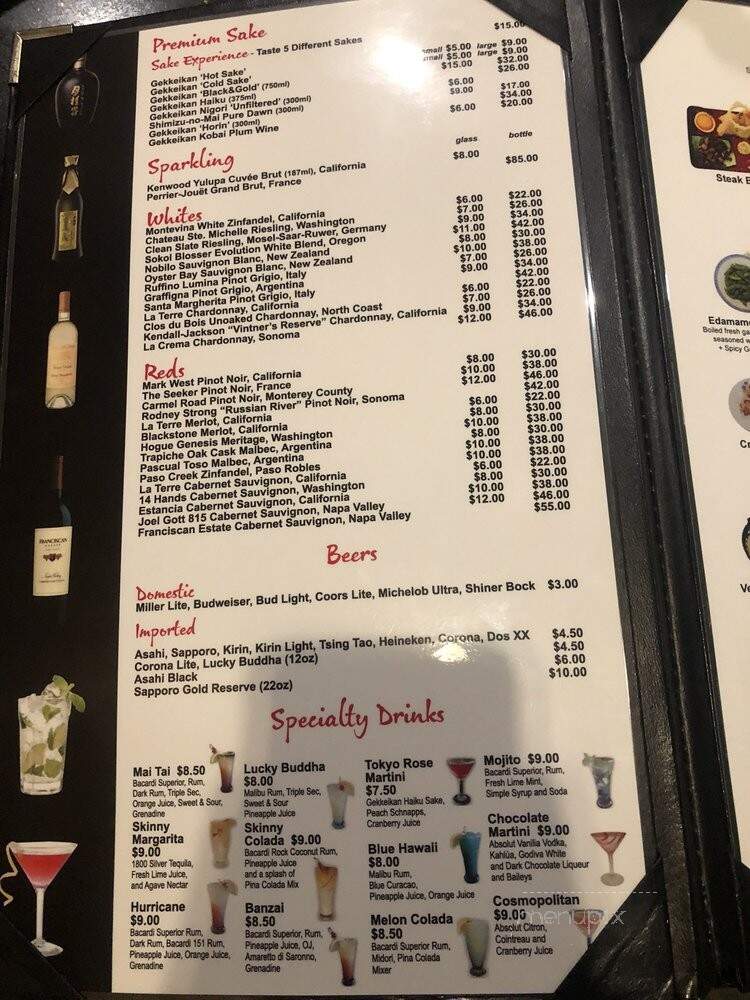 Premium Sake
Sake Experience - Taste 5 Different Sakes $15.00
Gekkeikan 'Hot Sake' small $5.00 large $9.00
Gekkeikan 'Cold Sake' small $5.00 large $9.00
Gekkeikan 'Black&Gold' (750ml) $15.00 $32.00
Gekkeikan Haiku (375ml) $26.00
Gekkeikan Nigori 'Unfiltered' (300ml) $6.00 $17.00
Shimizu-no-Mai Pure Dawn (300ml) $9.00 $34.00
Gekkeikan 'Horin' (300ml) $20.00
Gekkeikan Kobai Plum Wine $6.00
glass bottle
Sparkling
Kenwood Yulupa Cuvée Brut (187ml), California $8.00
Perrier-Jouët Grand Brut, France $85.00
Whites
Montevina White Zinfandel, California $6.00 $22.00
Chateau Ste. Michelle Riesling, Washington $7.00 $26.00
Clean Slate Riesling, Mosel-Saar-Ruwer, Germany $9.00 $34.00
Sokol Blosser Evolution White Blend, Oregon $11.00 $42.00
Nobilo Sauvignon Blanc, New Zealand $8.00 $30.00
Oyster Bay Sauvignon Blanc, New Zealand $10.00 $38.00
Ruffino Lumina Pinot Grigio, Italy $7.00 $26.00
Graffigna Pinot Grigio, Argentina $9.00 $34.00
Santa Margherita Pinot Grigio, Italy $42.00
La Terre Chardonnay, California $6.00 $22.00
Clos du Bois Unoaked Chardonnay, North Coast $7.00 $26.00
Kendall-Jackson "Vintner's Reserve" Chardonnay, California $9.00 $34.00
La Crema Chardonnay, Sonoma $12.00 $46.00
Reds
Mark West Pinot Noir, California $8.00 $30.00
The Seeker Pinot Noir, France $10.00 $38.00
Carmel Road Pinot Noir, Monterey County $12.00 $46.00
Rodney Strong "Russian River" Pinot Noir, Sonoma $42.00
La Terre Merlot, California $6.00 $22.00
Blackstone Merlot, California $8.00 $30.00
Hogue Genesis Meritage, Washington $10.00 $38.00
Trapiche Oak Cask Malbec, Argentina $8.00 $30.00
Pascual Toso Malbec, Argentina $10.00 $38.00
Paso Creek Zinfandel, Paso Robles $10.00 $38.00
La Terre Cabernet Sauvignon, California $6.00 $22.00
14 Hands Cabernet Sauvignon, Washington $8.00 $30.00
Estancia Cabernet Sauvignon, California $10.00 $38.00
Joel Gott 815 Cabernet Sauvignon, Napa Valley $12.00 $46.00
Franciscan Estate Cabernet Sauvignon, Napa Valley $55.00
Beers
Domestic
Miller Lite, Budweiser, Bud Light, Coors Lite, Michelob Ultra, Shiner Bock $3.00
Imported
Asahi, Sapporo, Kirin, Kirin Light, Tsing Tao, Heineken, Corona, Dos XX $4.50
Corona Lite, Lucky Buddha (12oz) $4.50
Asahi Black $6.00
Sapporo Gold Reserve (22oz) $10.00
Specialty Drinks
Mai Tai $8.50
Bacardi Superior, Rum,
Dark Rum, Triple Sec,
Orange Juice, Sweet & Sour,
Grenadine
Lucky Buddha
$8.00
Malibu Rum, Triple Sec,
Sweet & Sour
Pineapple Juice
Tokyo Rose
Martini
$7.50
Gekkeikan Haiku Sake,
Peach Schnapps,
Cranberry Juice
Mojito $9.00
Bacardi Superior, Rum,
Fresh Lime Mint,
Simple Syrup and Soda
Skinny
Margarita
$9.00
1800 Silver Tequila,
Fresh Lime Juice,
and Agave Nectar
Skinny
Colada $9.00
Bacardi Rock Coconut Rum,
Pineapple Juice
and a splash of
Pina Colada Mix
Blue Hawaii
$8.00
Malibu Rum,
Blue Curacao,
Pineapple Juice, Orange Juice
Chocolate
Martini $9.00
Absolut Vanilia Vodka,
Kahlúa, Godiva White
and Dark Chocolate Liqueur
and Baileys
Hurricane
$9.00
Bacardi Superior Rum,
Dark Rum, Bacardi 151 Rum,
Pineapple Juice, Orange Juice,
Grenadine
Banzai
$8.50
Bacardi Superior, Rum,
Pineapple Juice, OJ,
Amaretto di Saronno,
Grenadine
Melon Colada
$8.50
Bacardi Superior Rum,
Midori, Pina Colada
Mixer
Cosmopolitan
$9.00
Absolut Citron,
Cointreau and
Cranberry Juice
menupix
FRANCISCAN
Steak
Edamame
Boiled fresh
seasoned
+ Spicy